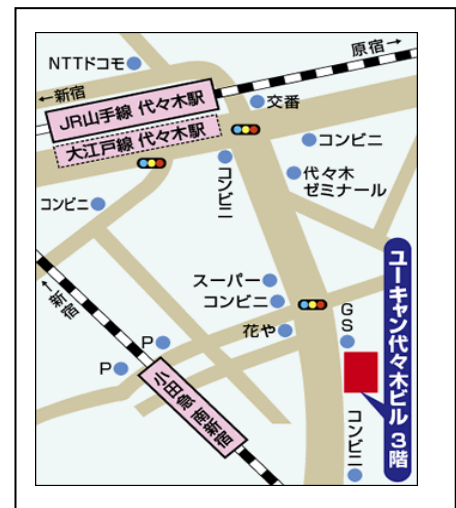 NTTドコモ
原宿→
←新宿
JR山手線 代々木駅
交番
大江戸線 代々木駅
コンビニ
コンビニ
代々木
ゼミナール
コンビニ
スーパー
コンビニ
←新宿
GS
花や
P
P
小田急 南新宿
ユーキャン代々木ビル 3階
コンビニ